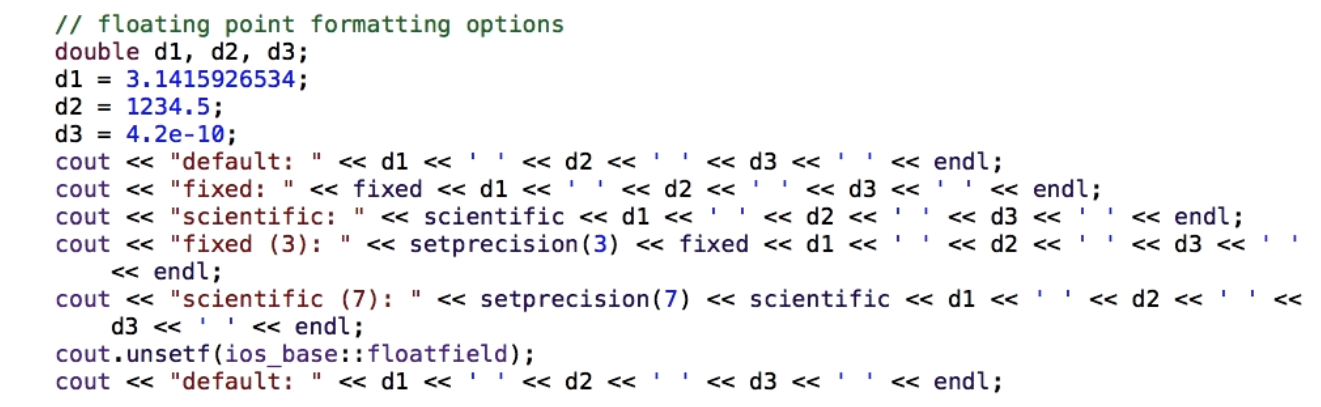 // floating point formatting options
double d1, d2, d3;
d1 = 3.1415926534;
d2 = 1234.5;
d3 = 4.2e-10;
cout << "default: " << d1 << ' ' << d2 << ' ' << d3 << ' ' << endl;
cout << "fixed: " << fixed << d1 << ' ' << d2 << ' ' << d3 << ' ' << endl;
cout << "scientific: " << scientific << d1 << ' ' << d2 << ' ' << d3 << ' ' << endl;
cout << "fixed (3): " << setprecision(3) << fixed << d1 << ' ' << d2 << ' ' << d3 << ' '
    << endl;
cout << "scientific (7): " << setprecision(7) << scientific << d1 << ' ' << d2 << ' ' <<
    d3 << ' ' << endl;
cout.unsetf(ios_base::floatfield);
cout << "default: " << d1 << ' ' << d2 << ' ' << d3 << ' ' << endl;